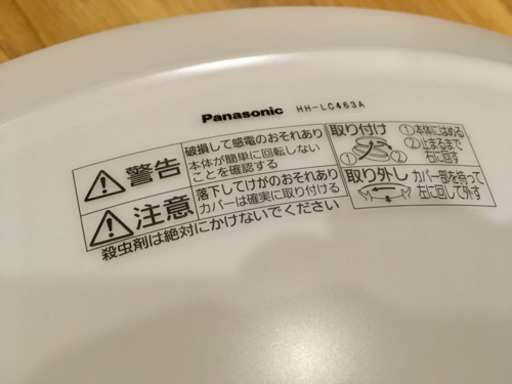 Panasonic HH-LC463A
警告
破損して感電のおそれあり
本体が簡単に回転しない
ことを確認する
注意
落下してけがのおそれあり
カバーは確実に取り付ける
殺虫剤は絶対にかけないでください
取り付け
① ②
①本体にはめる
②止まるまで
右に回す
取り外し
カバー部を持って
左に回して外す